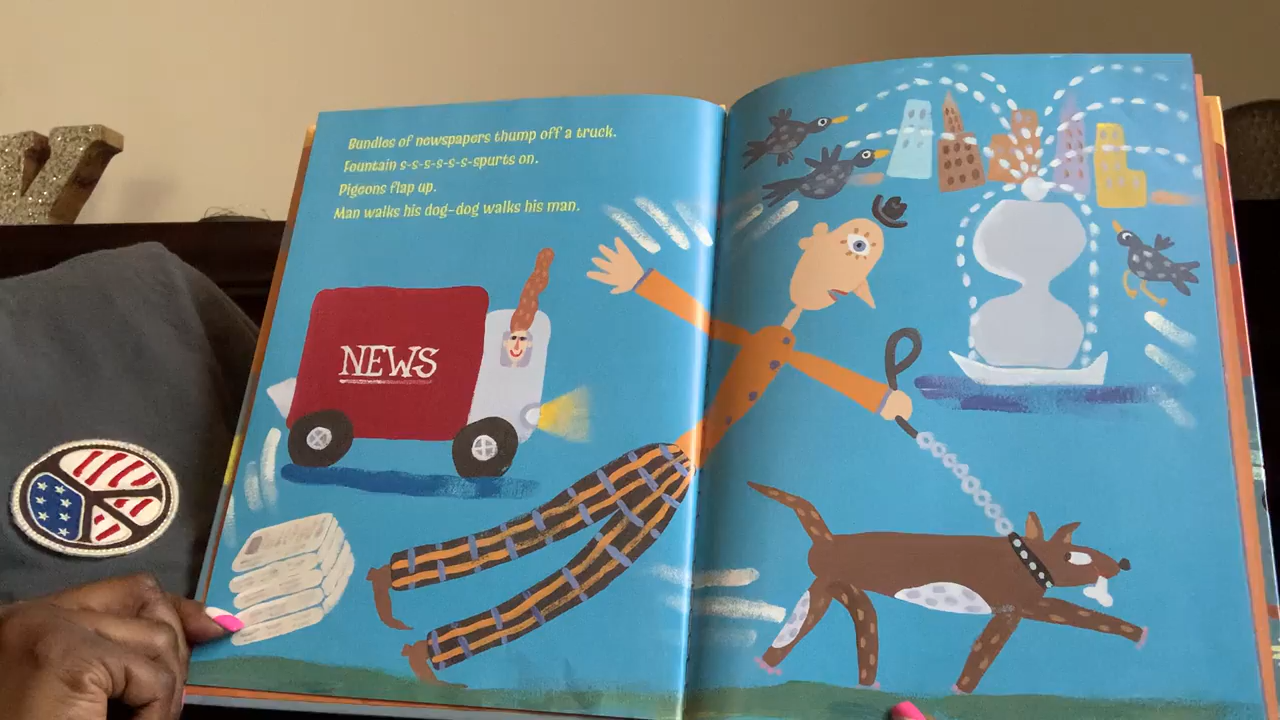 Bundles of newspapers thump off a truck.
Fountain s-s-s-s-s-s-spurts on.
Pigeons flap up.
Man walks his dog—dog walks his man.
NEWS